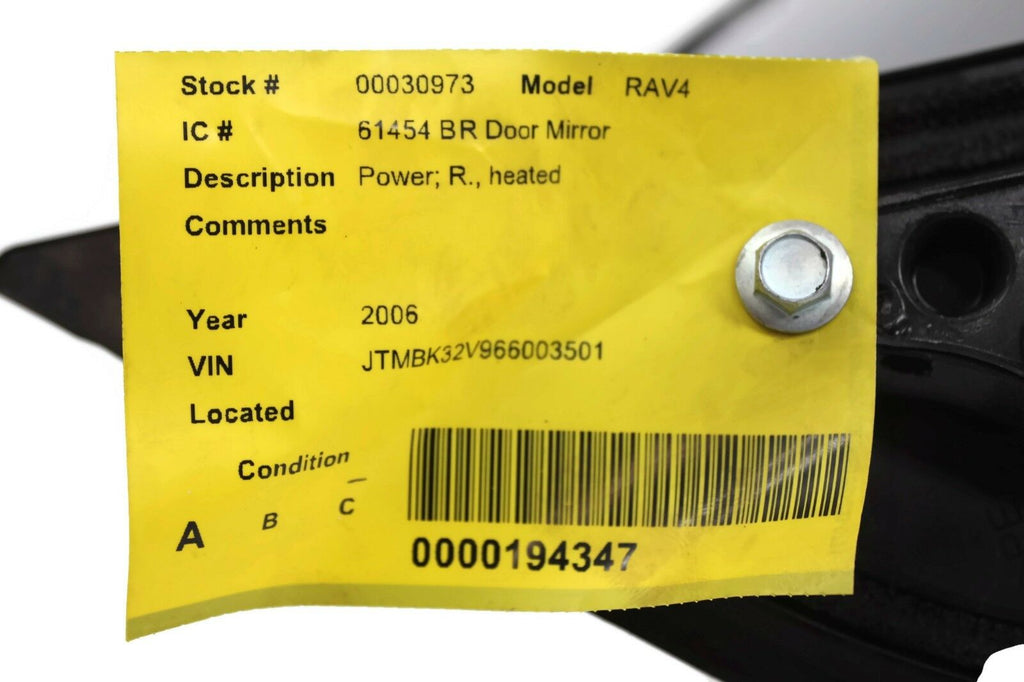 Stock # 00030973 Model RAV4
IC # 61454 BR Door Mirror
Description Power; R., heated
Comments
Year 2006
VIN JTMBK32V966003501
Located
Condition _
A B C
0000194347